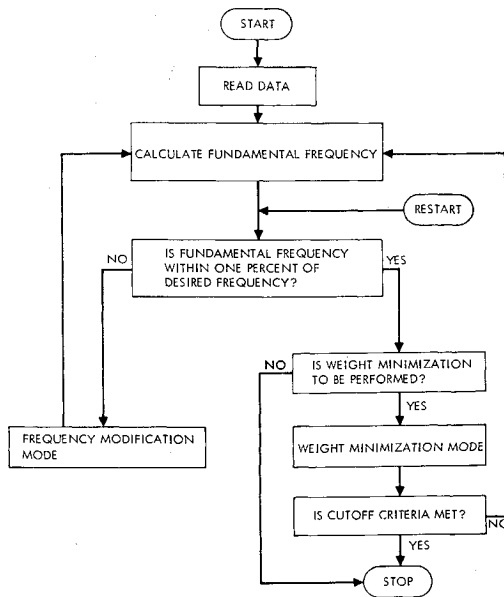 START
READ DATA
CALCULATE FUNDAMENTAL FREQUENCY
RESTART
NO
IS FUNDAMENTAL FREQUENCY
WITHIN ONE PERCENT OF
DESIRED FREQUENCY?
YES
NO
IS WEIGHT MINIMIZATION
TO BE PERFORMED?
YES
FREQUENCY MODIFICATION
MODE
WEIGHT MINIMIZATION MODE
IS CUTOFF CRITERIA MET?
NO
YES
STOP